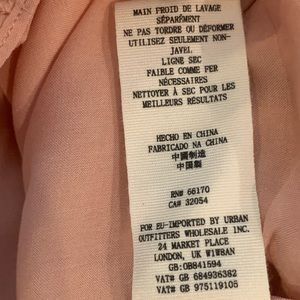 MAIN FROID DE LAVAGE
SÉPARÉMENT
NE PAS TORDRE OU DÉFORMER
UTILISEZ SEULEMENT NON-
JAVEL
LIGNE SEC
FAIBLE COMME FER
NÉCESSAIRES
NETTOYER À SEC POUR LES
MEILLEURS RÉSULTATS
HECHO EN CHINA
FABRICADO NA CHINA
中国制造
中國製造
RN# 66170
CA# 32054
POR EU-IMPORTED BY URBAN
OUTFITTERS WHOLESALE INC.
24 MARKET PLACE
LONDON, UK W1W8AN
GB:OB841594
VAT# GB 684936382
VAT# GB 975119105